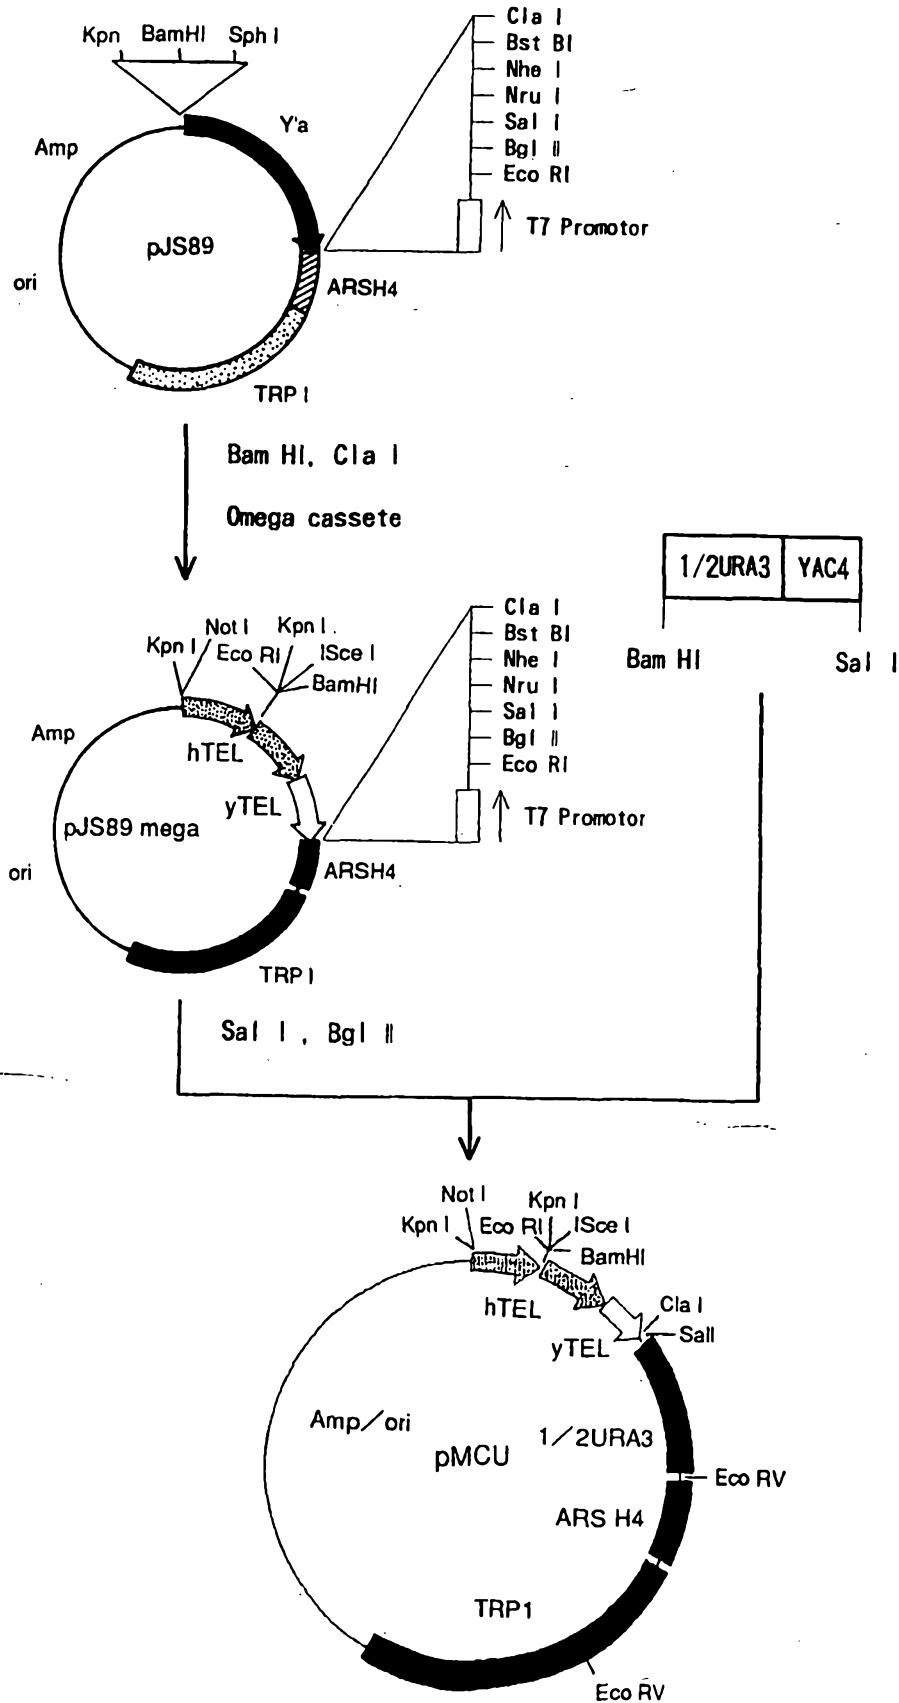 Kpn BamHI Sph I
Cla I
Bst BI
Nhe I
Nru I
Sal I
Bgl II
Eco RI
T7 Promotor
Y'a
Amp
pJS89
ori
ARSH4
TRP I
Bam HI, Cla I
Omega cassete
1/2URA3 YAC4
Bam HI Sal I
Kpn I Not I Eco RI Kpn I. ISce I BamHI
Cla I
Bst BI
Nhe I
Nru I
Sal I
Bgl II
Eco RI
T7 Promotor
Amp
hTEL
yTEL
pJS89 mega
ori
ARSH4
TRP I
Sal I , Bgl II
Not I Kpn I
Kpn I Eco RI ISce I
BamHI
hTEL
Cla I
SalI
yTEL
Amp/ori
pMCU
1/2URA3
Eco RV
ARS H4
TRP1
Eco RV